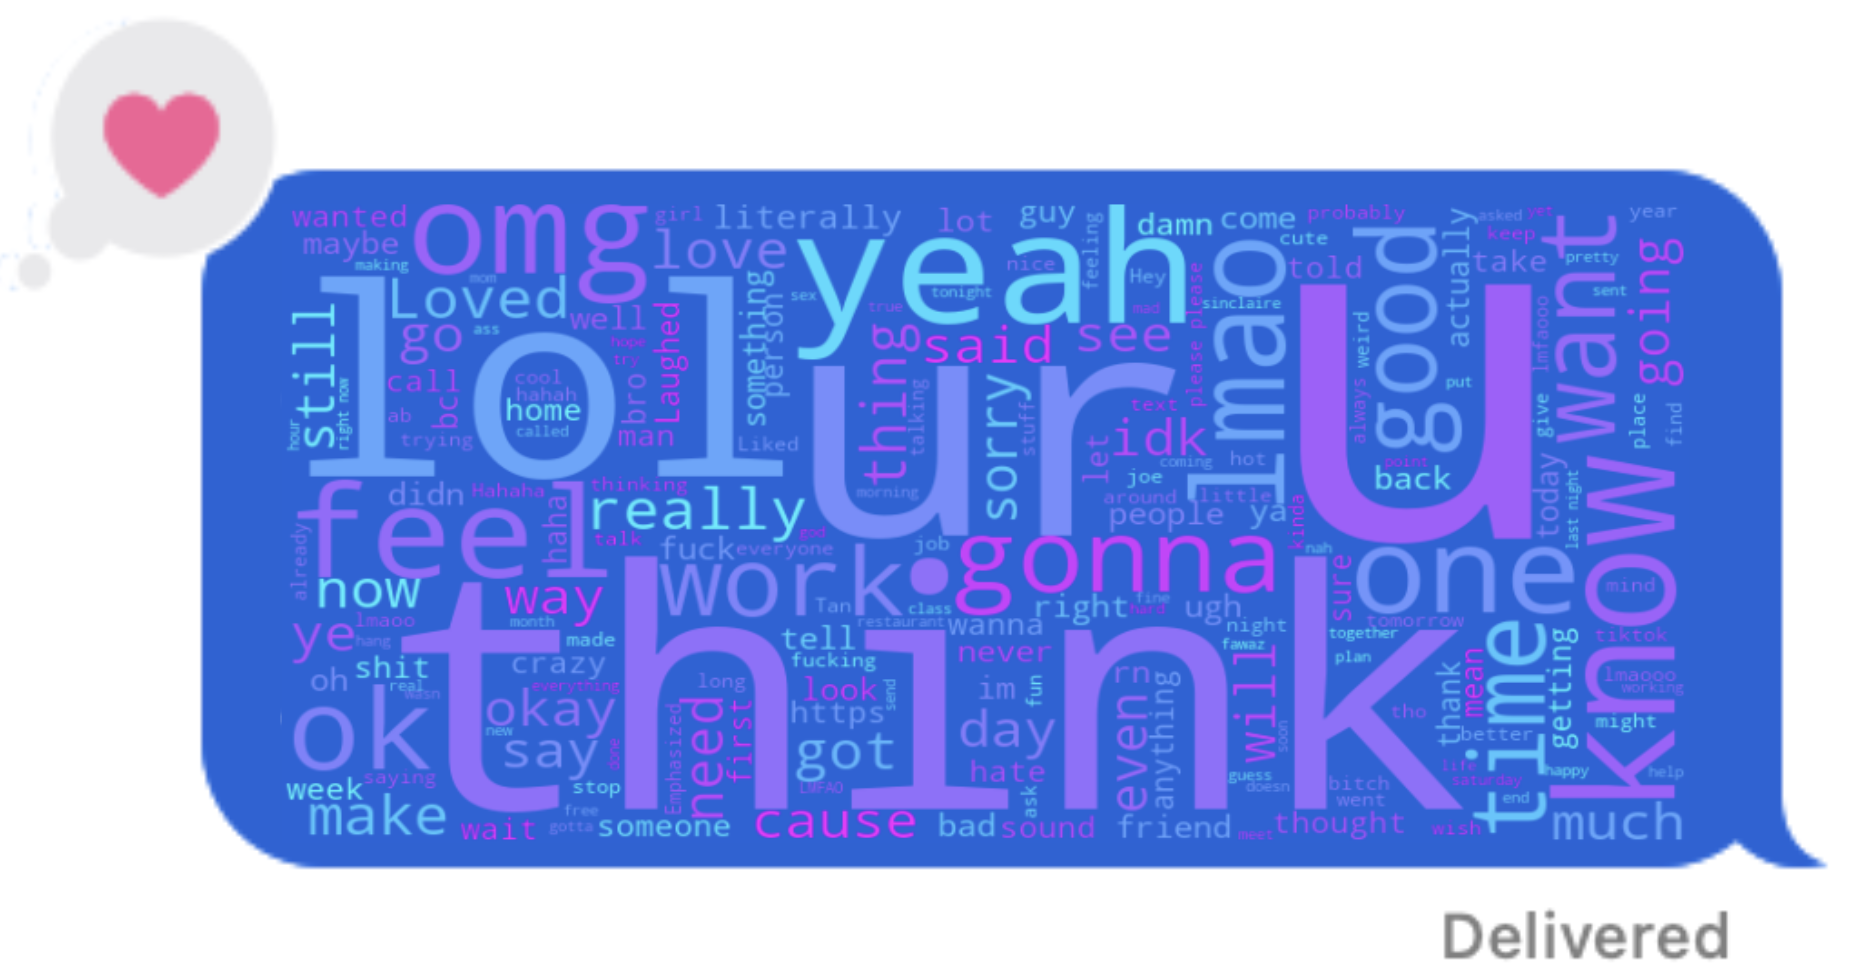 wanted omg girl literally lot guy feeling damn come probably actually asked yet year
maybe love yeah cute keep want
making mom nice Hey lmao told good take pretty going
lol Loved something sex tonight please please sinclaire sent
still go ass well Laughed person true mad u lmfaooo
hope thing said see weird
call cool try bro talking sorry text always put give place find
right now bcl hahah ur
ab home stuff idk
hour trying called man Liked let coming hot point
feel didn Hahaha thinking morning joe little back today last night know
haha really around people ya kinda
already talk god gonna nah
fuck everyone job one
now way work Tan class right fine hard ugh sure mind
ye lmaoo month restaurant wanna night tomorrow
hang made think tell never fawaz together time getting tiktok
shit crazy fucking plan
oh real everything long look send im fun rn will thank mean lmaooo
wasn need first https anything tho working
ok okay new got day even soon better might
say done Emphasized
saying hate guess life happy help
week stop LMFAO ask doesn bitch saturday
free went end
make wait gotta someone cause bad sound friend meet thought wish much
Delivered